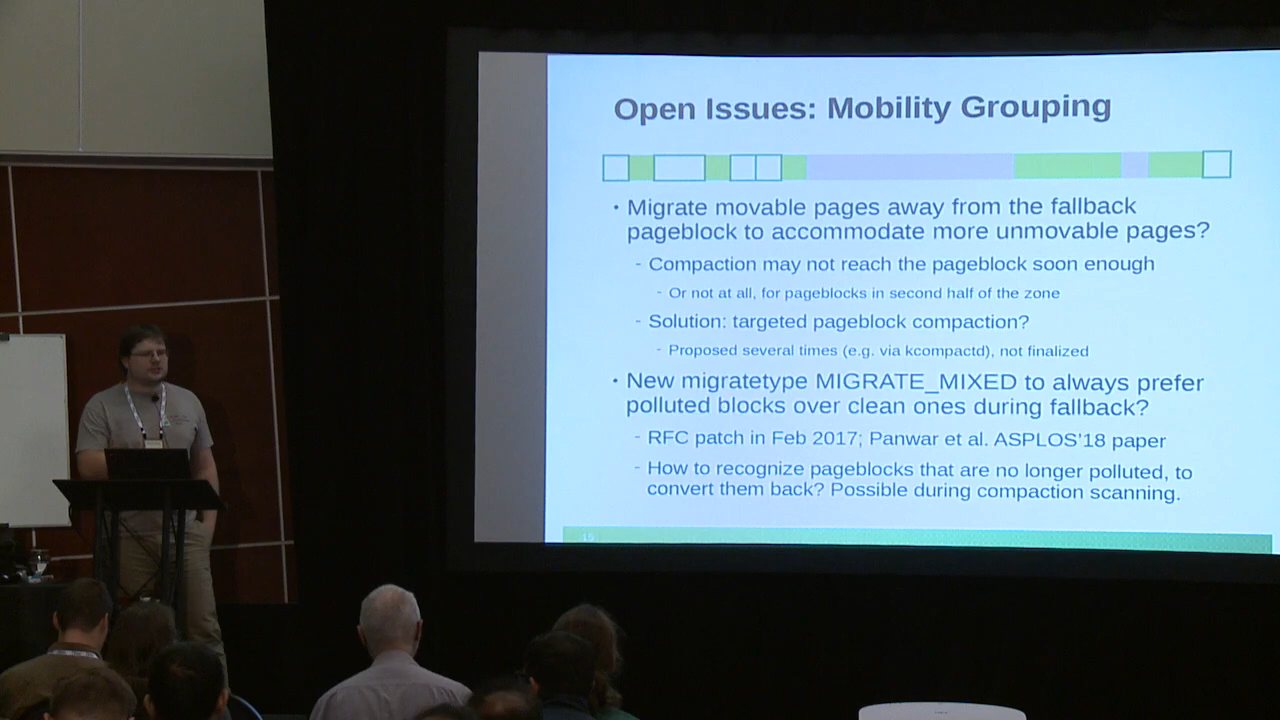 Open Issues: Mobility Grouping
• Migrate movable pages away from the fallback
pageblock to accommodate more unmovable pages?
- Compaction may not reach the pageblock soon enough
- Or not at all, for pageblocks in second half of the zone
- Solution: targeted pageblock compaction?
- Proposed several times (e.g. via kcompactd), not finalized
• New migratetype MIGRATE_MIXED to always prefer
polluted blocks over clean ones during fallback?
- RFC patch in Feb 2017; Panwar et al. ASPLOS'18 paper
- How to recognize pageblocks that are no longer polluted, to
convert them back? Possible during compaction scanning.
15